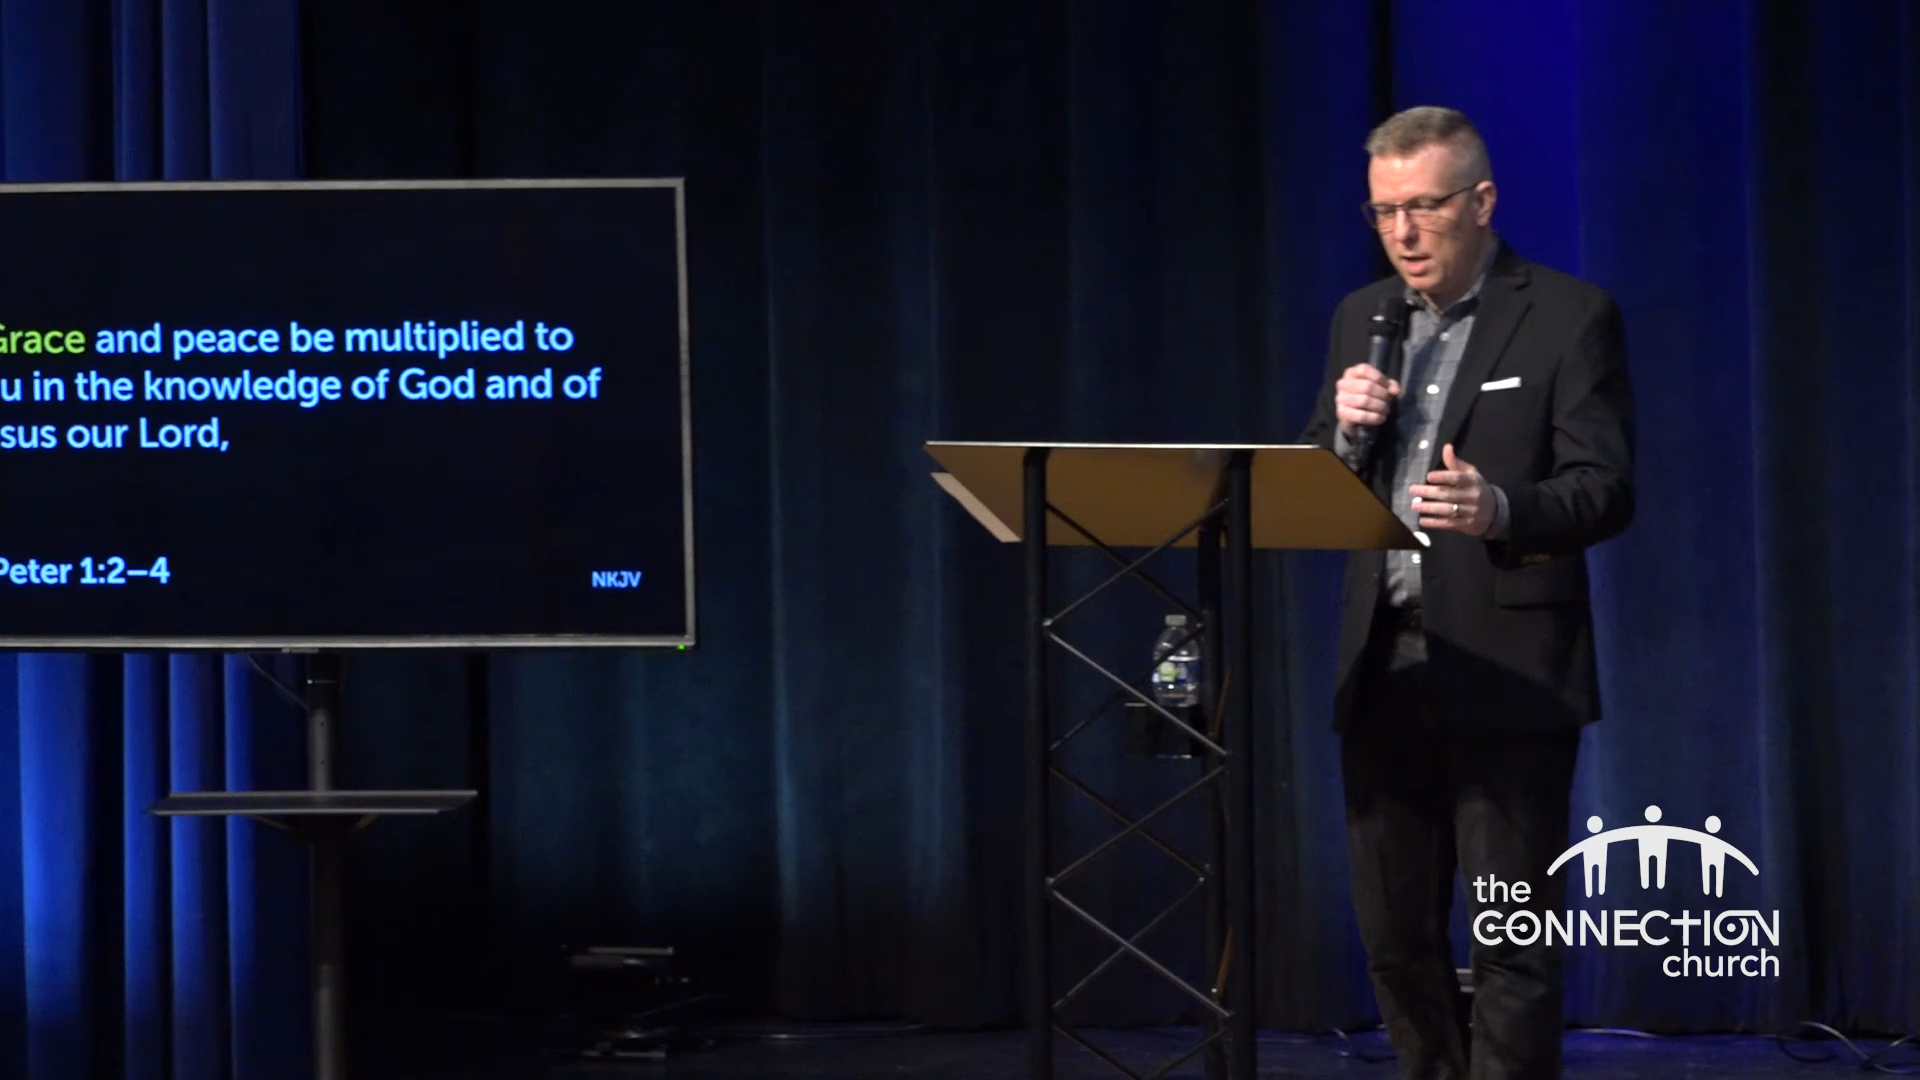 Grace and peace be multiplied to
u in the knowledge of God and of
sus our Lord,
Peter 1:2–4
NKJV
the
CONNECTION
church